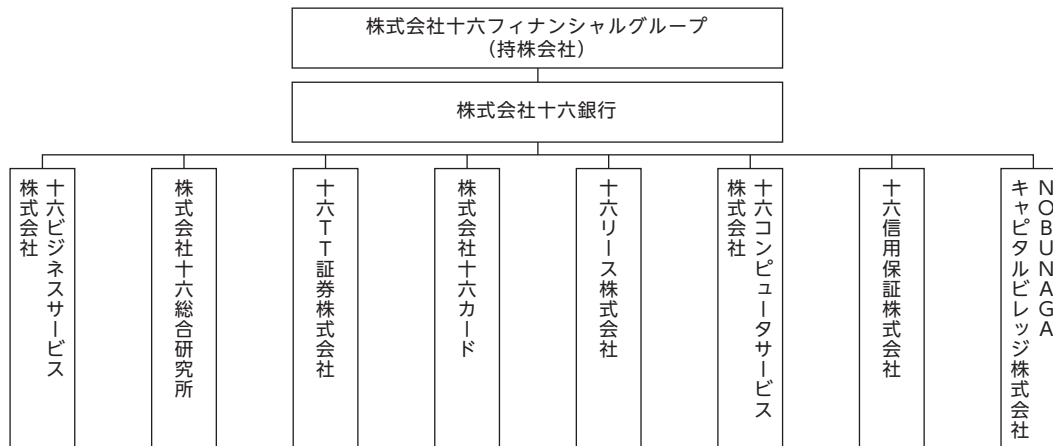 株式会社十六フィナンシャルグループ
（持株会社）
株式会社十六銀行
十六ビジネスサービス
株式会社
株式会社十六総合研究所
十六ＴＴ証券株式会社
株式会社十六カード
十六リース株式会社
十六コンピュータサービス
株式会社
十六信用保証株式会社
ＮＯＢＵＮＡＧＡ
キャピタルビレッジ株式会社